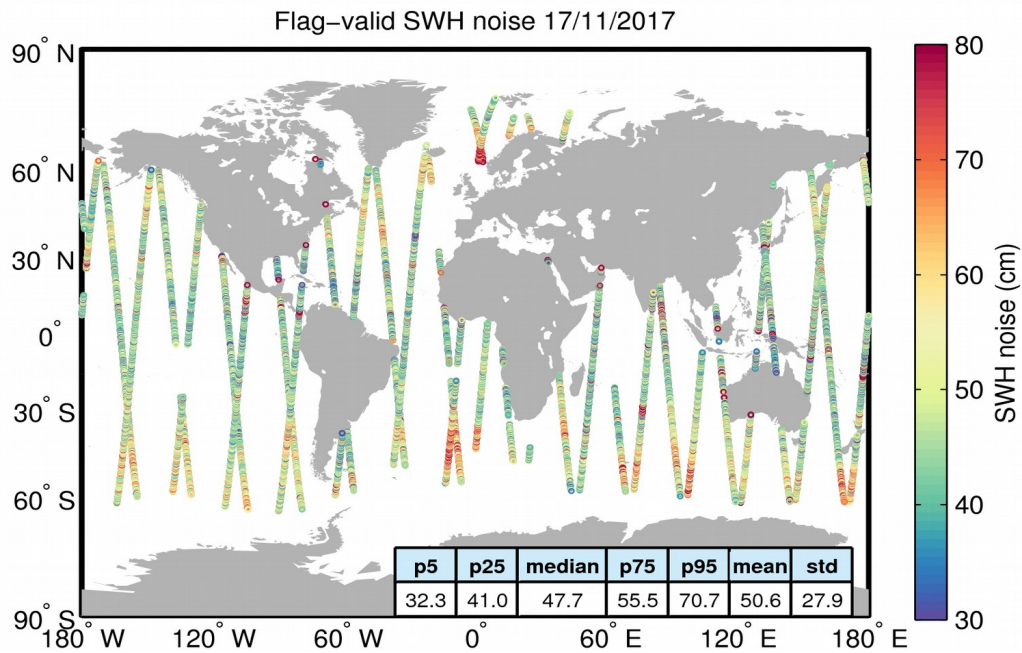 Flag−valid SWH noise 17/11/2017
90° N
60° N
30° N
0°
30° S
60° S
90° S
180° W
120° W
60° W
0°
60° E
120° E
180° E
p5 p25 median p75 p95 mean std
32.3 41.0 47.7 55.5 70.7 50.6 27.9
80
70
60
50
40
30
SWH noise (cm)